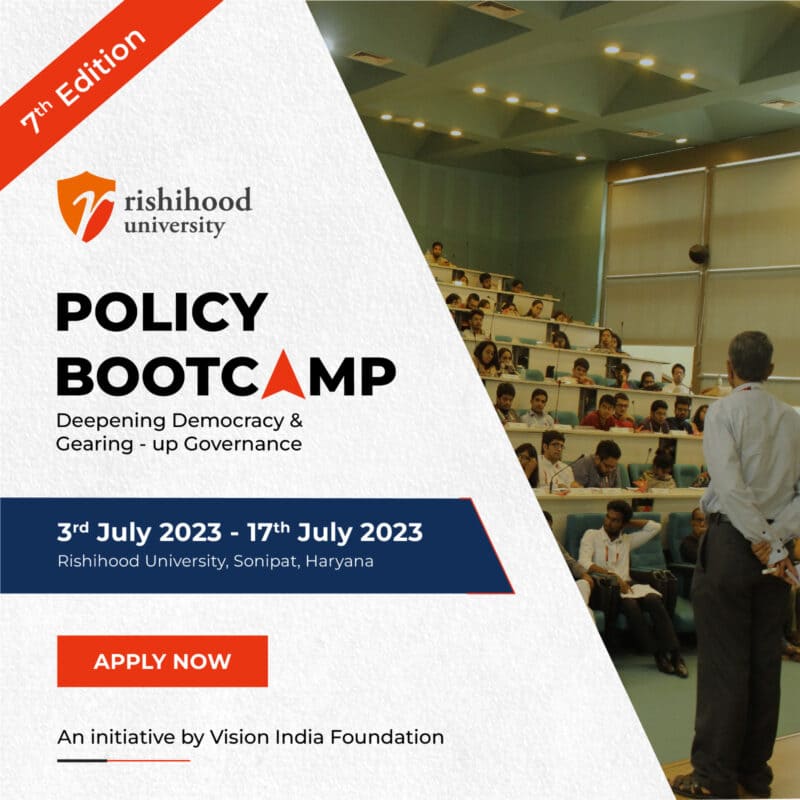 7th Edition
rishihood
university
POLICY
BOOTCAMP
Deepening Democracy &
Gearing - up Governance
3rd July 2023 - 17th July 2023
Rishihood University, Sonipat, Haryana
APPLY NOW
An initiative by Vision India Foundation